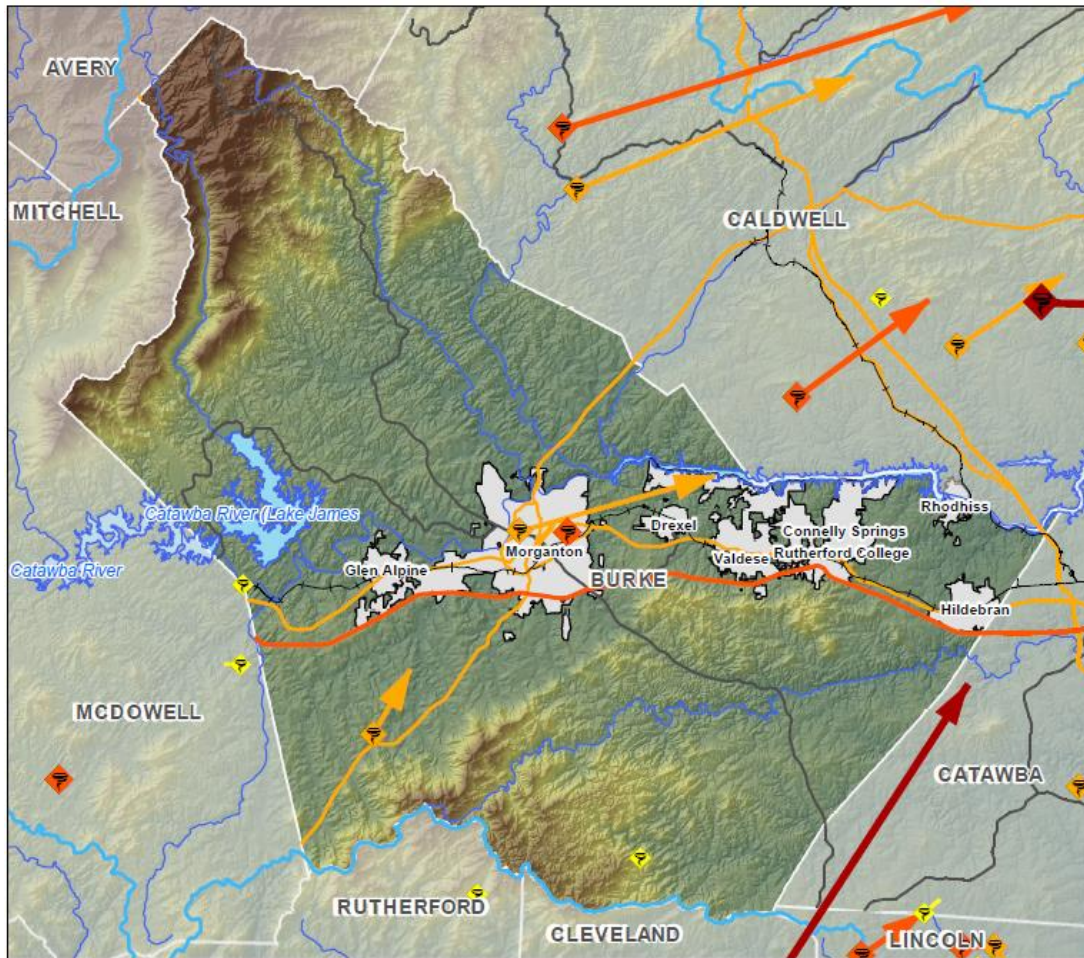 AVERY
MITCHELL
CALDWELL
Catawba River (Lake James
Catawba River
Rhodhiss
Drexel
Connelly Springs
Morganton
Valdese
Rutherford College
Glen Alpine
BURKE
Hildebran
MCDOWELL
CATAWBA
RUTHERFORD
CLEVELAND
LINCOLN